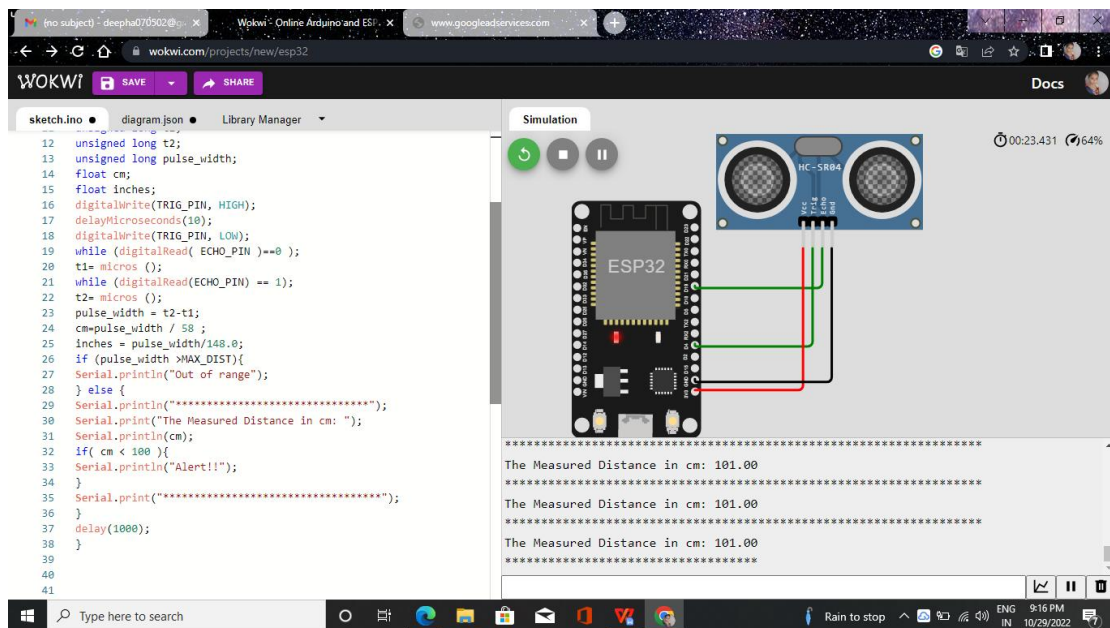 (no subject) - deepha070502@g
Wokwi - Online Arduino and ESP
www.googleadservices.com
wokwi.com/projects/new/esp32
WOKWi
SAVE
SHARE
Docs
sketch.ino
diagram.json
Library Manager
12 unsigned long t2;
13 unsigned long pulse_width;
14 float cm;
15 float inches;
16 digitalWrite(TRIG_PIN, HIGH);
17 delayMicroseconds(10);
18 digitalWrite(TRIG_PIN, LOW);
19 while (digitalRead( ECHO_PIN )==0 );
20 t1= micros ();
21 while (digitalRead(ECHO_PIN) == 1);
22 t2= micros ();
23 pulse_width = t2-t1;
24 cm=pulse_width / 58 ;
25 inches = pulse_width/148.0;
26 if (pulse_width >MAX_DIST){
27 Serial.println("Out of range");
28 } else {
29 Serial.println("*******************************");
30 Serial.print("The Measured Distance in cm: ");
31 Serial.println(cm);
32 if( cm < 100 ){
33 Serial.println("Alert!!");
34 }
35 Serial.print("***********************************");
36 }
37 delay(1000);
38 }
39
40
41
Simulation
00:23.431 64%
HC-SR04
Vcc
Trig
Echo
Gnd
ESP32
******************************************************************
The Measured Distance in cm: 101.00
******************************************************************
The Measured Distance in cm: 101.00
******************************************************************
The Measured Distance in cm: 101.00
***********************************
Type here to search
Rain to stop
ENG
IN
9:16 PM
10/29/2022